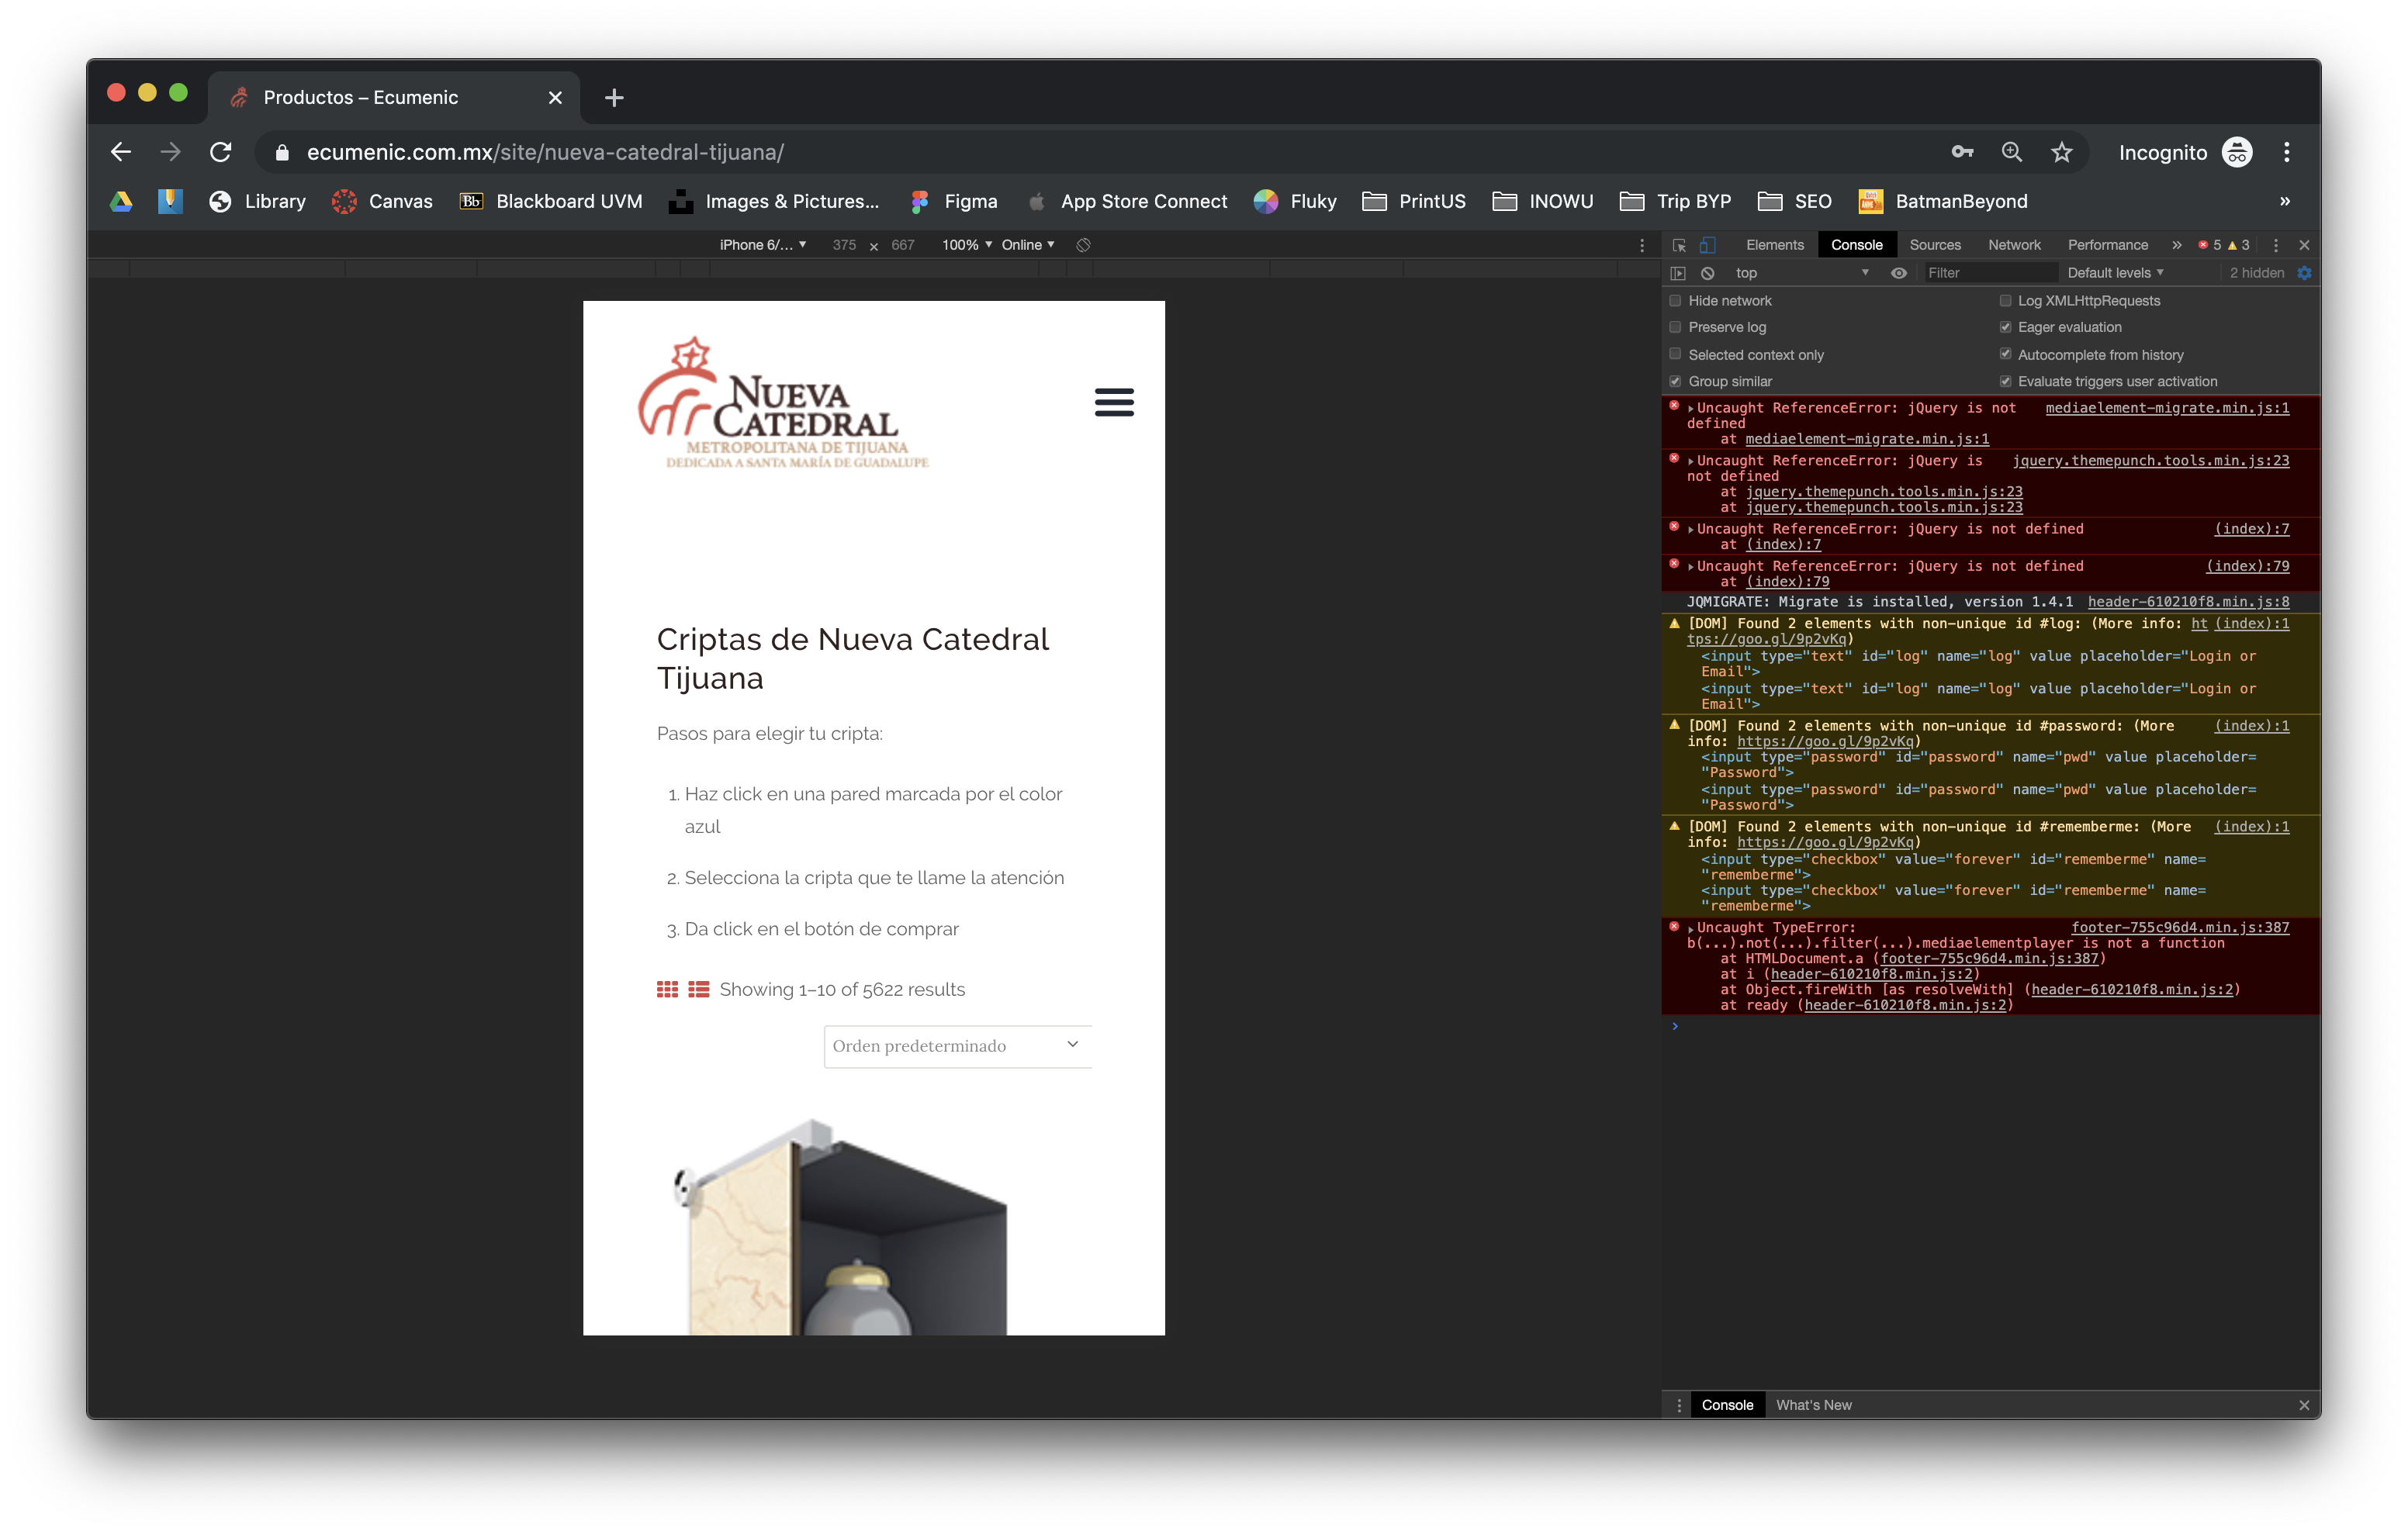 Productos – Ecumenic
ecumenic.com.mx/site/nueva-catedral-tijuana/
Incognito
Library
Canvas
Bb
Blackboard UVM
Images & Pictures...
Figma
App Store Connect
Fluky
PrintUS
INOWU
Trip BYP
SEO
BatmanBeyond
»
iPhone 6/... ▼ 375 × 667 100% ▼ Online ▼
Elements Console Sources Network Performance » 5 3
top Filter Default levels ▼ 2 hidden
Hide network
Log XMLHttpRequests
Preserve log
Eager evaluation
Selected context only
Autocomplete from history
Group similar
Evaluate triggers user activation
NUEVA
CATEDRAL
METROPOLITANA DE TIJUANA
DEDICADA A SANTA MARÍA DE GUADALUPE
Criptas de Nueva Catedral
Tijuana
Pasos para elegir tu cripta:
1. Haz click en una pared marcada por el color
azul
2. Selecciona la cripta que te llame la atención
3. Da click en el botón de comprar
Showing 1–10 of 5622 results
Orden predeterminado
Uncaught ReferenceError: jQuery is not mediaelement-migrate.min.js:1
defined
at mediaelement-migrate.min.js:1
Uncaught ReferenceError: jQuery is jquery.themepunch.tools.min.js:23
not defined
at jquery.themepunch.tools.min.js:23
at jquery.themepunch.tools.min.js:23
Uncaught ReferenceError: jQuery is not defined (index):7
at (index):7
Uncaught ReferenceError: jQuery is not defined (index):79
at (index):79
JQMIGRATE: Migrate is installed, version 1.4.1 header-610210f8.min.js:8
[DOM] Found 2 elements with non-unique id #log: (More info: ht (index):1
tps://goo.gl/9p2vKq)
<input type="text" id="log" name="log" value placeholder="Login or
Email">
<input type="text" id="log" name="log" value placeholder="Login or
Email">
[DOM] Found 2 elements with non-unique id #password: (More (index):1
info: https://goo.gl/9p2vKq)
<input type="password" id="password" name="pwd" value placeholder=
"Password">
<input type="password" id="password" name="pwd" value placeholder=
"Password">
[DOM] Found 2 elements with non-unique id #rememberme: (More (index):1
info: https://goo.gl/9p2vKq)
<input type="checkbox" value="forever" id="rememberme" name=
"rememberme">
<input type="checkbox" value="forever" id="rememberme" name=
"rememberme">
Uncaught TypeError: footer-755c96d4.min.js:387
b(...).not(...).filter(...).mediaelementplayer is not a function
at HTMLDocument.a (footer-755c96d4.min.js:387)
at i (header-610210f8.min.js:2)
at Object.fireWith [as resolveWith] (header-610210f8.min.js:2)
at ready (header-610210f8.min.js:2)
Console What's New